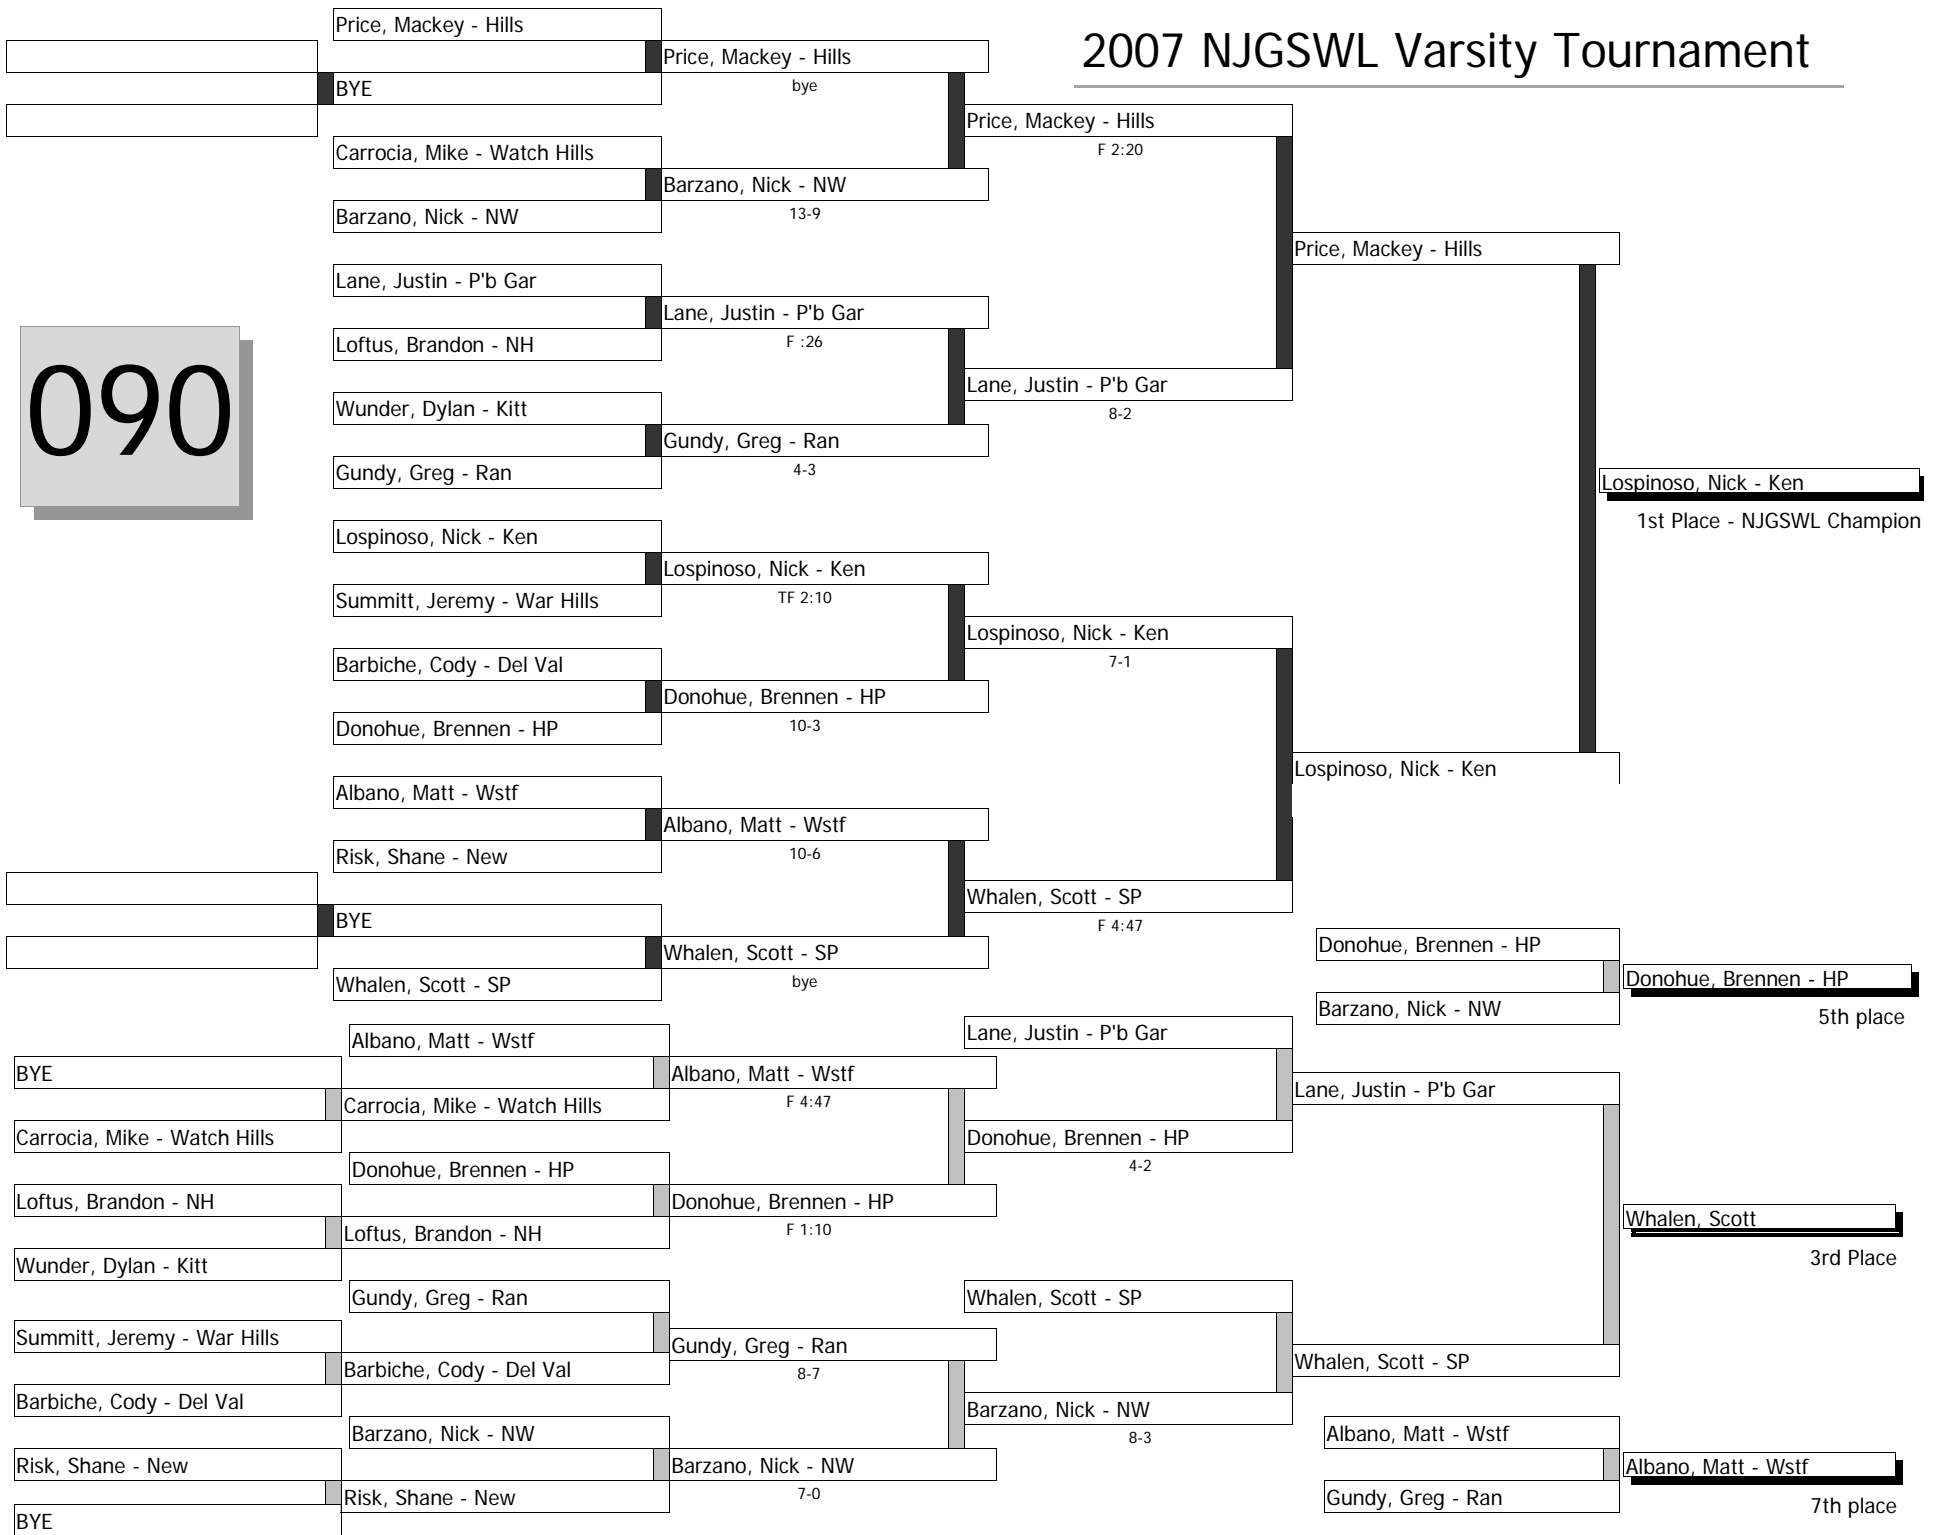 2007 NJGSWL Varsity Tournament
090
Price, Mackey - Hills
BYE
Carrocia, Mike - Watch Hills
Barzano, Nick - NW
Lane, Justin - P'b Gar
Loftus, Brandon - NH
Wunder, Dylan - Kitt
Gundy, Greg - Ran
Lospinoso, Nick - Ken
Summitt, Jeremy - War Hills
Barbiche, Cody - Del Val
Donohue, Brennen - HP
Albano, Matt - Wstf
Risk, Shane - New
BYE
Whalen, Scott - SP
Price, Mackey - Hills
bye
Barzano, Nick - NW
13-9
Lane, Justin - P'b Gar
F :26
Gundy, Greg - Ran
4-3
Lospinoso, Nick - Ken
TF 2:10
Donohue, Brennen - HP
10-3
Albano, Matt - Wstf
10-6
Whalen, Scott - SP
bye
Price, Mackey - Hills
F 2:20
Lane, Justin - P'b Gar
8-2
Lospinoso, Nick - Ken
7-1
Whalen, Scott - SP
F 4:47
Price, Mackey - Hills
Lospinoso, Nick - Ken
Lospinoso, Nick - Ken
1st Place - NJGSWL Champion
Donohue, Brennen - HP
Barzano, Nick - NW
Donohue, Brennen - HP
5th place
BYE
Carrocia, Mike - Watch Hills
Loftus, Brandon - NH
Wunder, Dylan - Kitt
Summitt, Jeremy - War Hills
Barbiche, Cody - Del Val
Risk, Shane - New
BYE
Albano, Matt - Wstf
Carrocia, Mike - Watch Hills
Donohue, Brennen - HP
Loftus, Brandon - NH
Gundy, Greg - Ran
Barbiche, Cody - Del Val
Barzano, Nick - NW
Risk, Shane - New
Albano, Matt - Wstf
F 4:47
Donohue, Brennen - HP
F 1:10
Gundy, Greg - Ran
8-7
Barzano, Nick - NW
7-0
Lane, Justin - P'b Gar
Donohue, Brennen - HP
4-2
Whalen, Scott - SP
Barzano, Nick - NW
8-3
Lane, Justin - P'b Gar
Whalen, Scott - SP
Whalen, Scott
3rd Place
Albano, Matt - Wstf
Gundy, Greg - Ran
Albano, Matt - Wstf
7th place